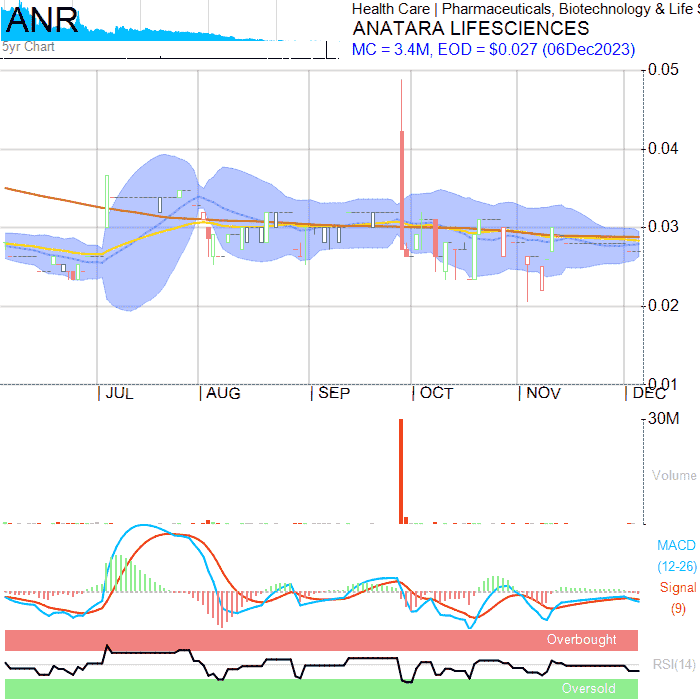 ANR
5yr Chart
Health Care | Pharmaceuticals, Biotechnology & Life S
ANATARA LIFESCIENCES
MC = 3.4M, EOD = $0.027 (06Dec2023)
0.05
0.04
0.03
0.02
0.01
| JUL | AUG | SEP | OCT | NOV | DEC
30M
Volume
MACD
(12-26)
Signal
(9)
Overbought
RSI(14)
Oversold